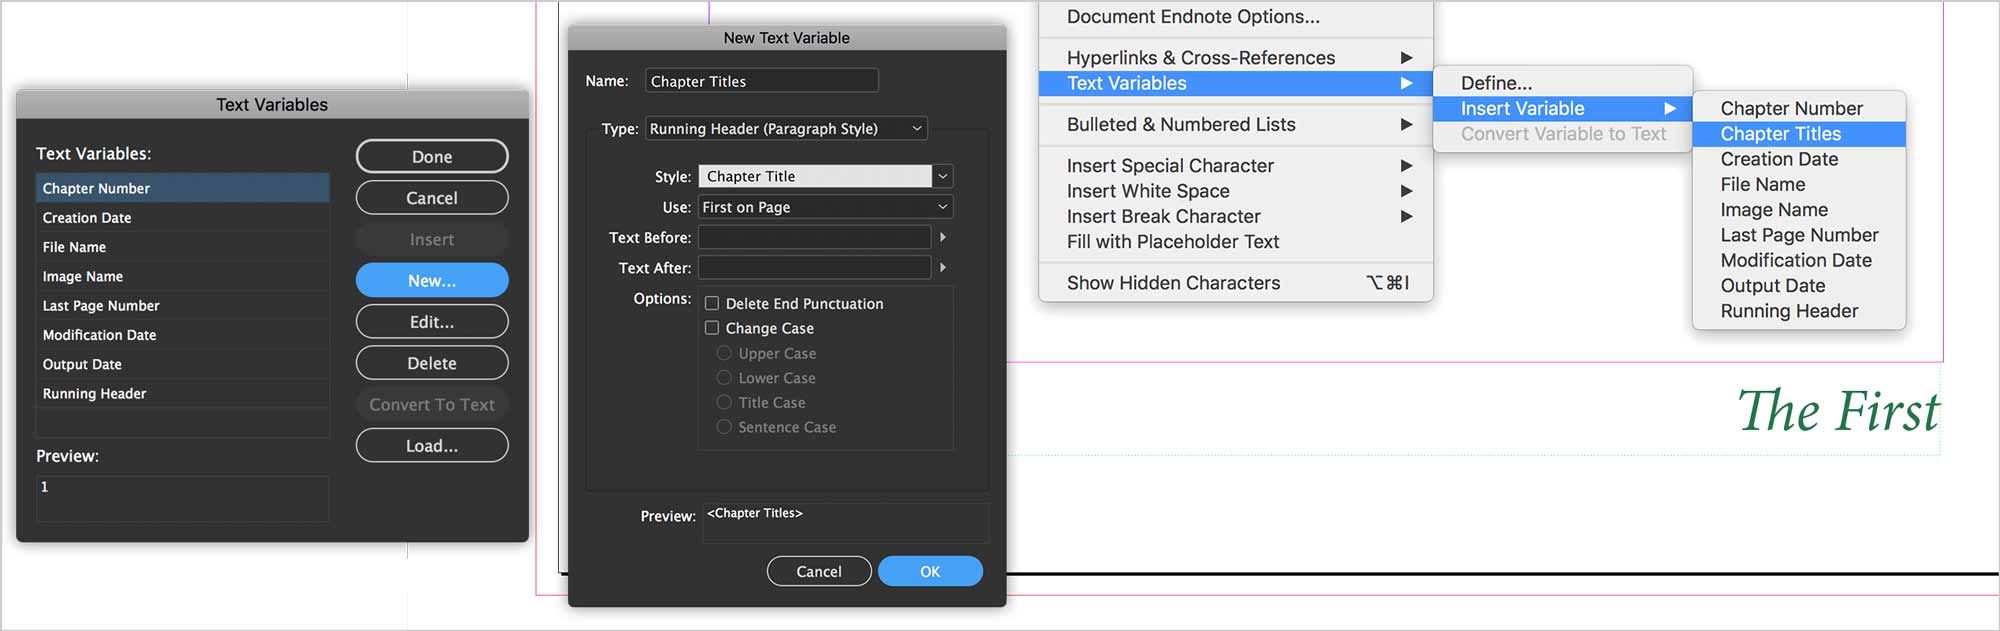 Text Variables
Text Variables:
Chapter Number
Creation Date
File Name
Image Name
Last Page Number
Modification Date
Output Date
Running Header
Preview:
1
Done
Cancel
Insert
New...
Edit...
Delete
Convert To Text
Load...
New Text Variable
Name: Chapter Titles
Type: Running Header (Paragraph Style)
Style: Chapter Title
Use: First on Page
Text Before:
Text After:
Options:
Delete End Punctuation
Change Case
Upper Case
Lower Case
Title Case
Sentence Case
Preview: <Chapter Titles>
Cancel OK
Document Endnote Options...
Hyperlinks & Cross-References
Text Variables
Bulleted & Numbered Lists
Insert Special Character
Insert White Space
Insert Break Character
Fill with Placeholder Text
Show Hidden Characters ⌥⌘I
Define...
Insert Variable
Convert Variable to Text
Chapter Number
Chapter Titles
Creation Date
File Name
Image Name
Last Page Number
Modification Date
Output Date
Running Header
The First